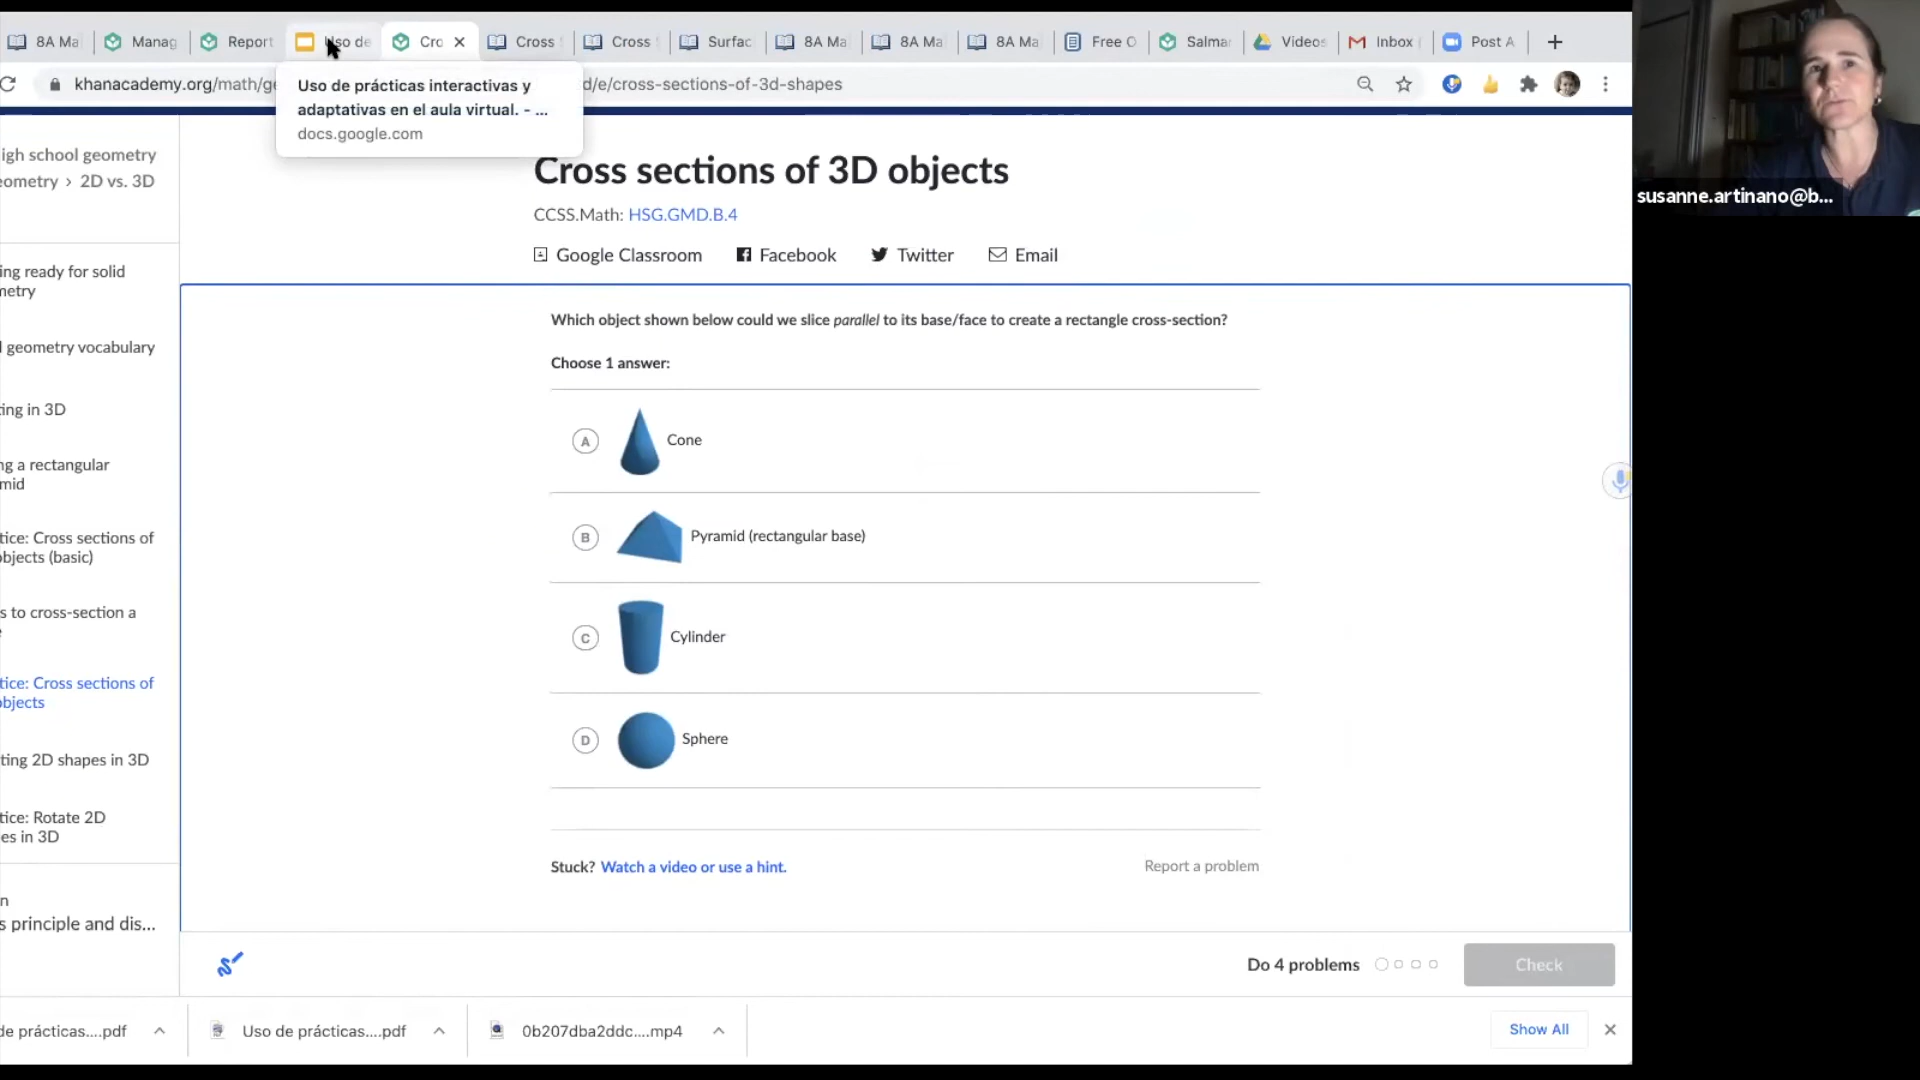 8A Ma
Manag
Report
Uso de
Cro
Cross
Cross
Surfac
8A Ma
8A Ma
8A Ma
Free O
Salma
Videos
Inbox
Post A
khanacademy.org/math/ge
d/e/cross-sections-of-3d-shapes
Uso de prácticas interactivas y
adaptativas en el aula virtual. - ...
docs.google.com
susanne.artinano@b...
igh school geometry
eometry › 2D vs. 3D
Cross sections of 3D objects
CCSS.Math: HSG.GMD.B.4
Google Classroom
Facebook
Twitter
Email
ing ready for solid
metry
l geometry vocabulary
ting in 3D
ng a rectangular
mid
tice: Cross sections of
objects (basic)
s to cross-section a
tice: Cross sections of
objects
ting 2D shapes in 3D
tice: Rotate 2D
es in 3D
n
s principle and dis...
Which object shown below could we slice parallel to its base/face to create a rectangle cross-section?
Choose 1 answer:
A Cone
B Pyramid (rectangular base)
C Cylinder
D Sphere
Stuck? Watch a video or use a hint.
Report a problem
Do 4 problems
Check
de prácticas....pdf
Uso de prácticas....pdf
0b207dba2ddc....mp4
Show All